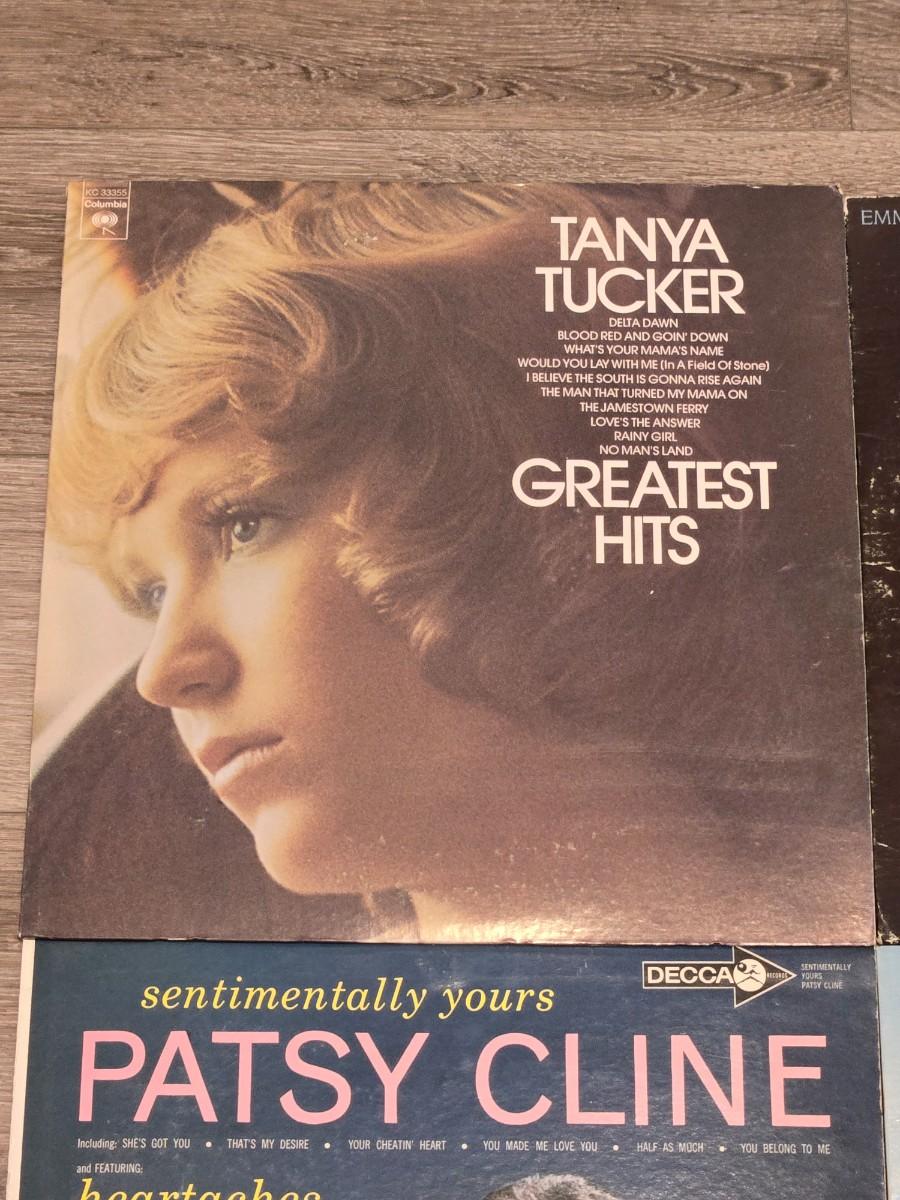 KC 33355
Columbia
TANYA
TUCKER
DELTA DAWN
BLOOD RED AND GOIN' DOWN
WHAT'S YOUR MAMA'S NAME
WOULD YOU LAY WITH ME (In A Field Of Stone)
I BELIEVE THE SOUTH IS GONNA RISE AGAIN
THE MAN THAT TURNED MY MAMA ON
THE JAMESTOWN FERRY
LOVE'S THE ANSWER
RAINY GIRL
NO MAN'S LAND
GREATEST
HITS
EMM
sentimentally yours
DECCA RECORDS
SENTIMENTALLY
YOURS
PATSY CLINE
PATSY CLINE
Including: SHE'S GOT YOU • THAT'S MY DESIRE • YOUR CHEATIN' HEART • YOU MADE ME LOVE YOU • HALF AS MUCH • YOU BELONG TO ME
and FEATURING:
heartaches